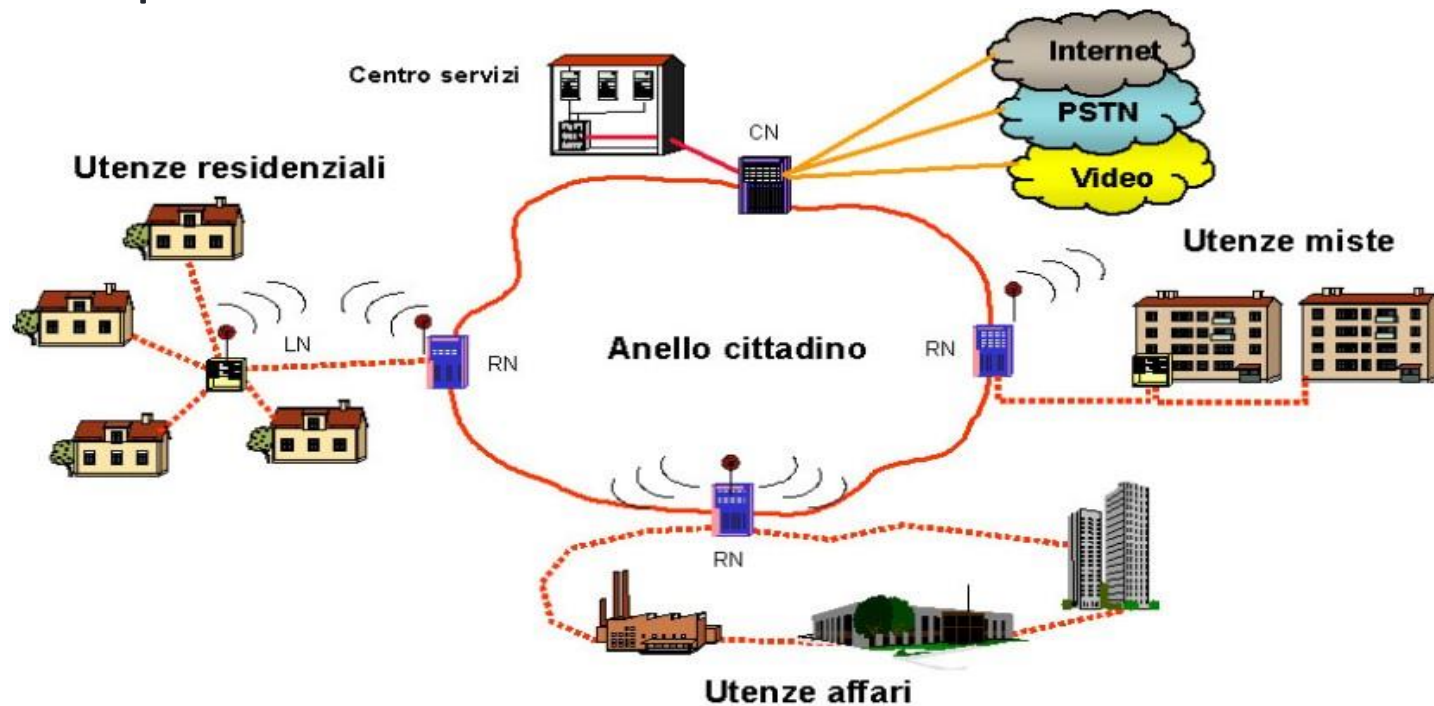 Internet
Centro servizi
PSTN
CN
Video
Utenze residenziali
Utenze miste
LN
RN
Anello cittadino
RN
RN
Utenze affari